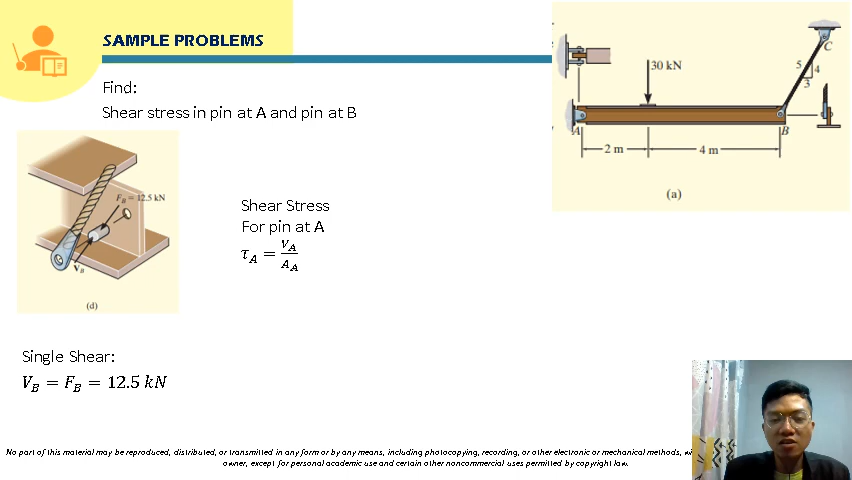 SAMPLE PROBLEMS
Find:
Shear stress in pin at A and pin at B
30 kN
C
5
4
3
A
B
2 m
4 m
(a)
F_B = 12.5 kN
V_B
(d)
Shear Stress
For pin at A
τ_A = V_A / A_A
Single Shear:
V_B = F_B = 12.5 kN
No part of this material may be reproduced, distributed, or transmitted in any form or by any means, including photocopying, recording, or other electronic or mechanical methods,
owner, except for personal academic use and certain other noncommercial uses permitted by copyright law.